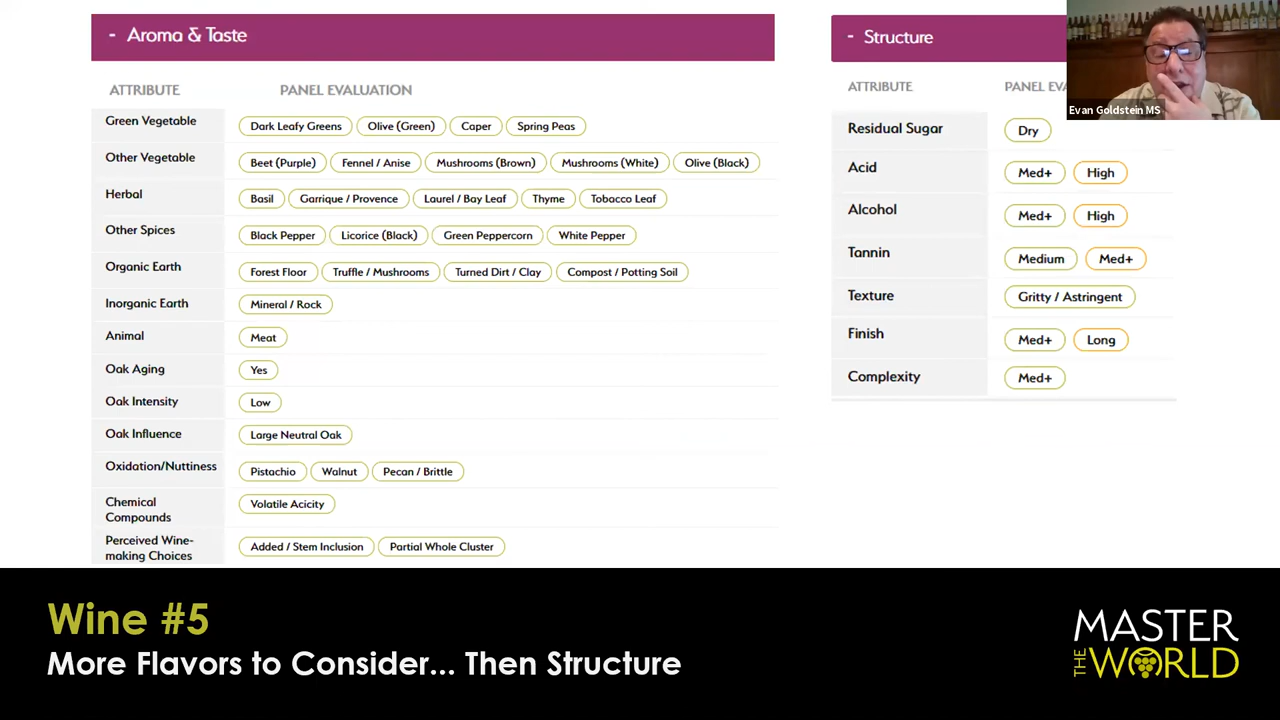 - Aroma & Taste
ATTRIBUTE PANEL EVALUATION
Green Vegetable Dark Leafy Greens Olive (Green) Caper Spring Peas
Other Vegetable Beet (Purple) Fennel / Anise Mushrooms (Brown) Mushrooms (White) Olive (Black)
Herbal Basil Garrique / Provence Laurel / Bay Leaf Thyme Tobacco Leaf
Other Spices Black Pepper Licorice (Black) Green Peppercorn White Pepper
Organic Earth Forest Floor Truffle / Mushrooms Turned Dirt / Clay Compost / Potting Soil
Inorganic Earth Mineral / Rock
Animal Meat
Oak Aging Yes
Oak Intensity Low
Oak Influence Large Neutral Oak
Oxidation/Nuttiness Pistachio Walnut Pecan / Brittle
Chemical
Compounds Volatile Acicity
Perceived Wine-
making Choices Added / Stem Inclusion Partial Whole Cluster
- Structure
ATTRIBUTE PANEL EVA
Residual Sugar Dry
Acid Med+ High
Alcohol Med+ High
Tannin Medium Med+
Texture Gritty / Astringent
Finish Med+ Long
Complexity Med+
Evan Goldstein MS
Wine #5
More Flavors to Consider... Then Structure
MASTER
THE WORLD